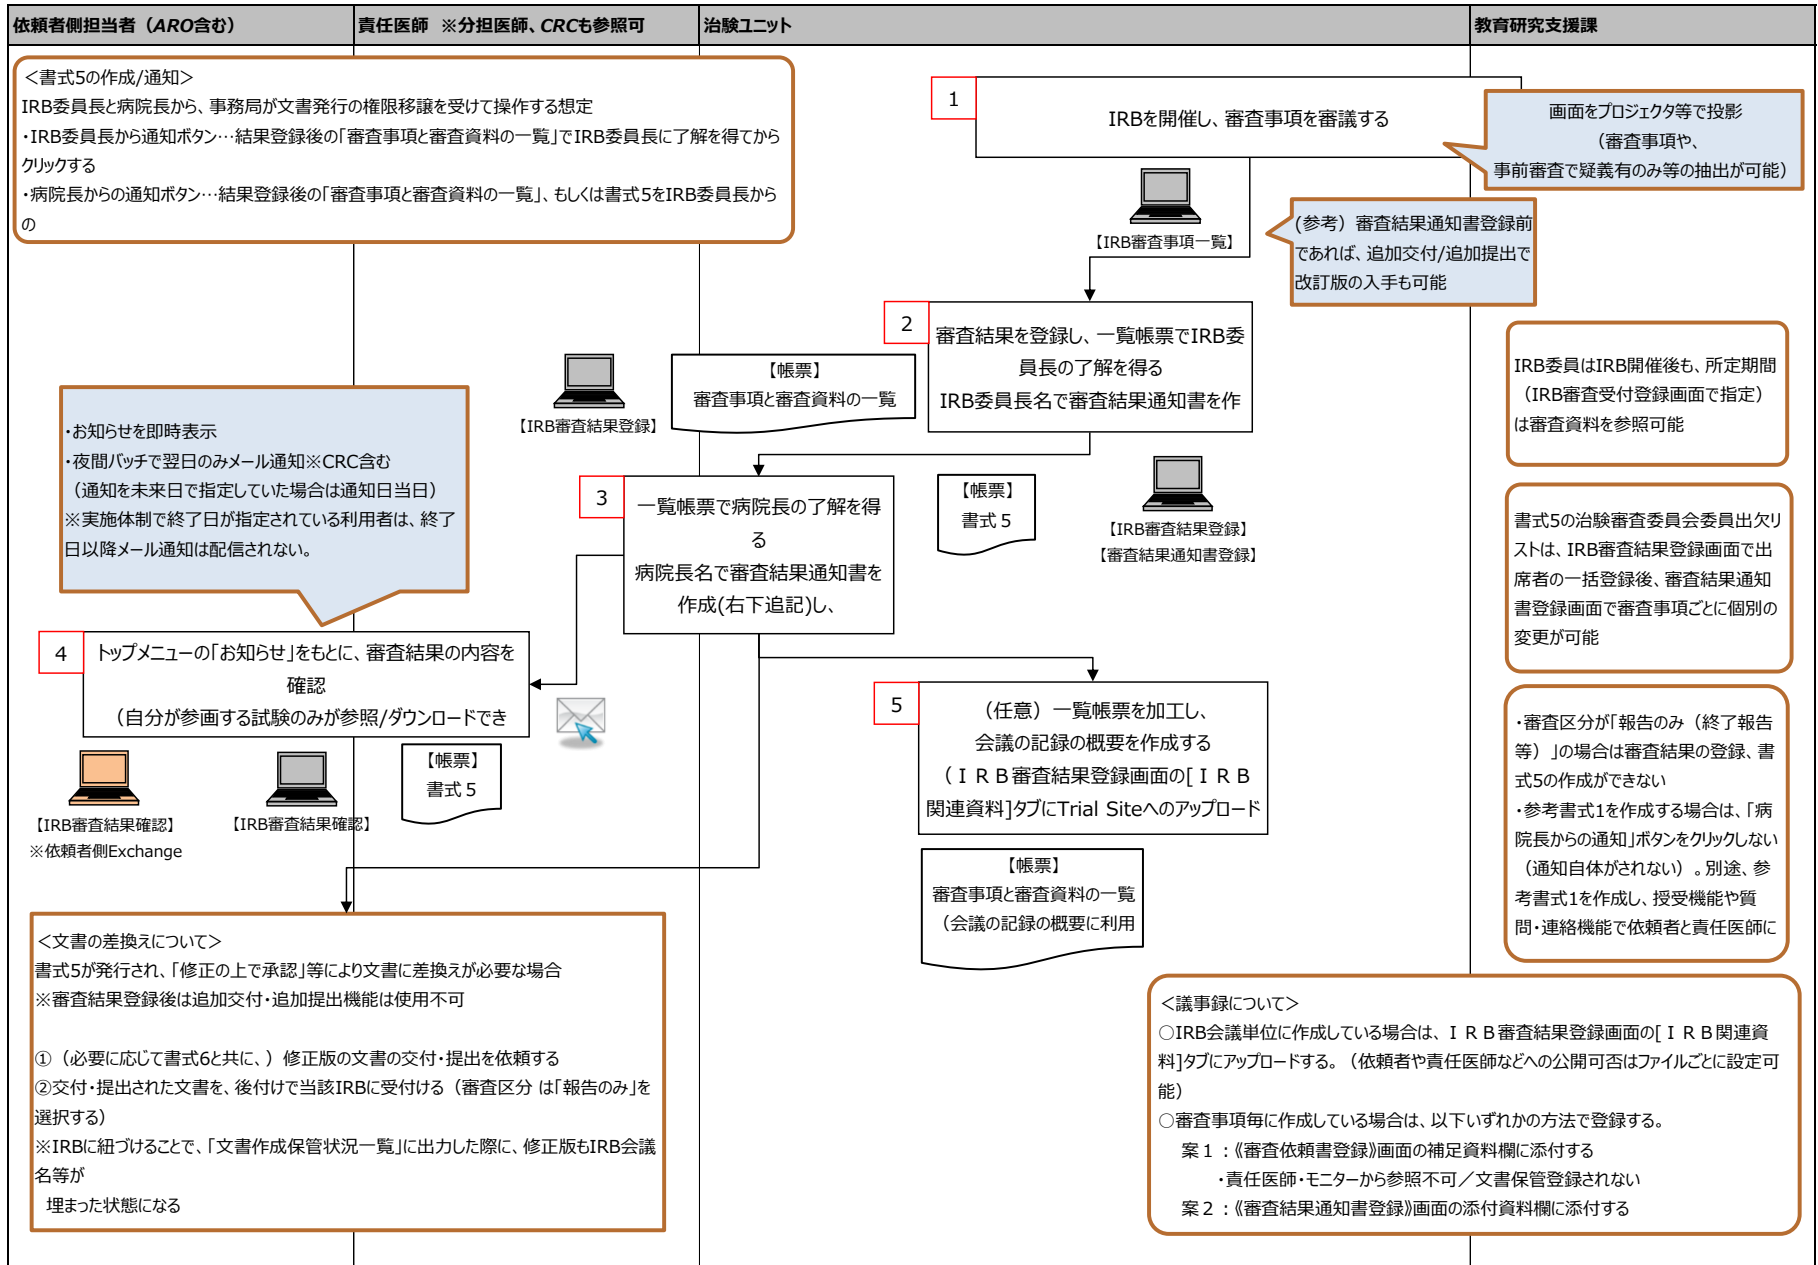 依頼者側担当者（ARO含む）
責任医師　※分担医師、CRCも参照可
治験ユニット
教育研究支援課
＜書式5の作成/通知＞
IRB委員長と病院長から、事務局が文書発行の権限移譲を受けて操作する想定
・IRB委員長から通知ボタン…結果登録後の「審査事項と審査資料の一覧」でIRB委員長に了解を得てから
クリックする
・病院長からの通知ボタン…結果登録後の「審査事項と審査資料の一覧」、もしくは書式5をIRB委員長から
の
1
IRBを開催し、審査事項を審議する
画面をプロジェクタ等で投影
（審査事項や、
事前審査で疑義有のみ等の抽出が可能）
【IRB審査事項一覧】
(参考）審査結果通知書登録前
であれば、追加交付/追加提出で
改訂版の入手も可能
2
審査結果を登録し、一覧帳票でIRB委
員長の了解を得る
IRB委員長名で審査結果通知書を作
【IRB審査結果登録】
【帳票】
審査事項と審査資料の一覧
IRB委員はIRB開催後も、所定期間
（IRB審査受付登録画面で指定）
は審査資料を参照可能
・お知らせを即時表示
・夜間バッチで翌日のみメール通知※CRC含む
（通知を未来日で指定していた場合は通知日当日）
※実施体制で終了日が指定されている利用者は、終了
日以降メール通知は配信されない。
3
一覧帳票で病院長の了解を得
る
病院長名で審査結果通知書を
作成(右下追記)し、
【帳票】
書式５
【IRB審査結果登録】
【審査結果通知書登録】
書式5の治験審査委員会委員出欠リ
ストは、IRB審査結果登録画面で出
席者の一括登録後、審査結果通知
書登録画面で審査事項ごとに個別の
変更が可能
4
トップメニューの「お知らせ」をもとに、審査結果の内容を
確認
（自分が参画する試験のみが参照/ダウンロードでき
【IRB審査結果確認】
※依頼者側Exchange
【IRB審査結果確認】
【帳票】
書式５
5
（任意）一覧帳票を加工し、
会議の記録の概要を作成する
（ＩＲＢ審査結果登録画面の[ＩＲＢ
関連資料]タブにTrial Siteへのアップロード
【帳票】
審査事項と審査資料の一覧
（会議の記録の概要に利用
・審査区分が「報告のみ（終了報告
等）」の場合は審査結果の登録、書
式5の作成ができない
・参考書式1を作成する場合は、「病
院長からの通知」ボタンをクリックしない
（通知自体がされない）。別途、参
考書式1を作成し、授受機能や質
問・連絡機能で依頼者と責任医師に
＜文書の差換えについて＞
書式5が発行され、「修正の上で承認」等により文書に差換えが必要な場合
※審査結果登録後は追加交付・追加提出機能は使用不可
①（必要に応じて書式6と共に、）修正版の文書の交付・提出を依頼する
②交付・提出された文書を、後付けで当該IRBに受付ける（審査区分 は「報告のみ」を
選択する）
※IRBに紐づけることで、「文書作成保管状況一覧」に出力した際に、修正版もIRB会議
名等が
埋まった状態になる
＜議事録について＞
○IRB会議単位に作成している場合は、ＩＲＢ審査結果登録画面の[ＩＲＢ関連資
料]タブにアップロードする。（依頼者や責任医師などへの公開可否はファイルごとに設定可
能）
○審査事項毎に作成している場合は、以下いずれかの方法で登録する。
案１：《審査依頼書登録》画面の補足資料欄に添付する
・責任医師・モニターから参照不可／文書保管登録されない
案２：《審査結果通知書登録》画面の添付資料欄に添付する